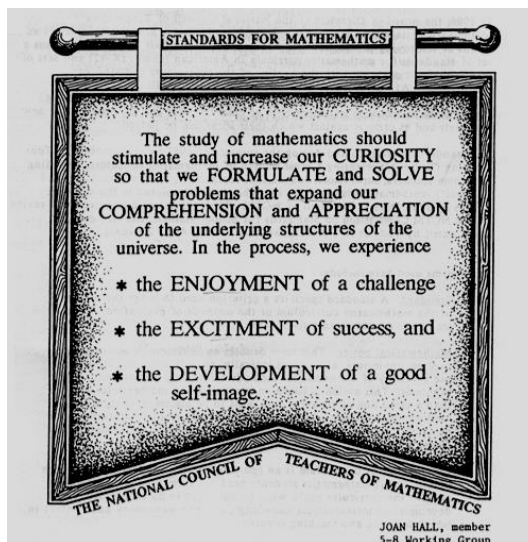 STANDARDS FOR MATHEMATICS
The study of mathematics should
stimulate and increase our CURIOSITY
so that we FORMULATE and SOLVE
problems that expand our
COMPREHENSION and APPRECIATION
of the underlying structures of the
universe. In the process, we experience
* the ENJOYMENT of a challenge
* the EXCITMENT of success, and
* the DEVELOPMENT of a good
self-image.
THE NATIONAL COUNCIL OF TEACHERS OF MATHEMATICS
JOAN HALL, member
5-8 Working Group